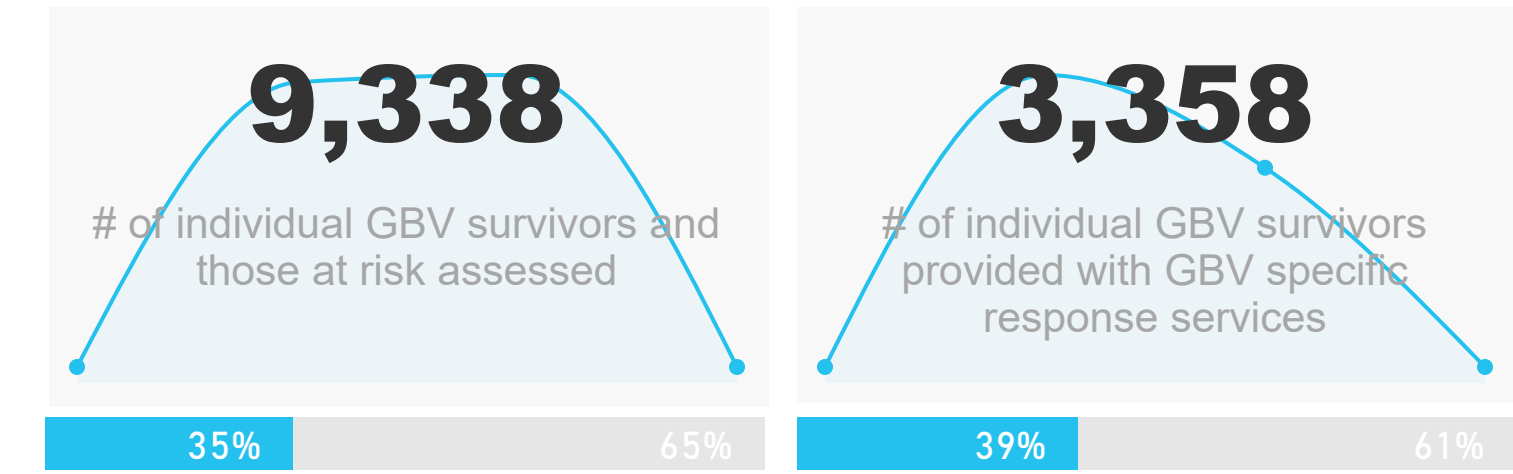 9,338
# of individual GBV survivors and
those at risk assessed
35% 65%
3,358
# of individual GBV survivors
provided with GBV specific
response services
39% 61%